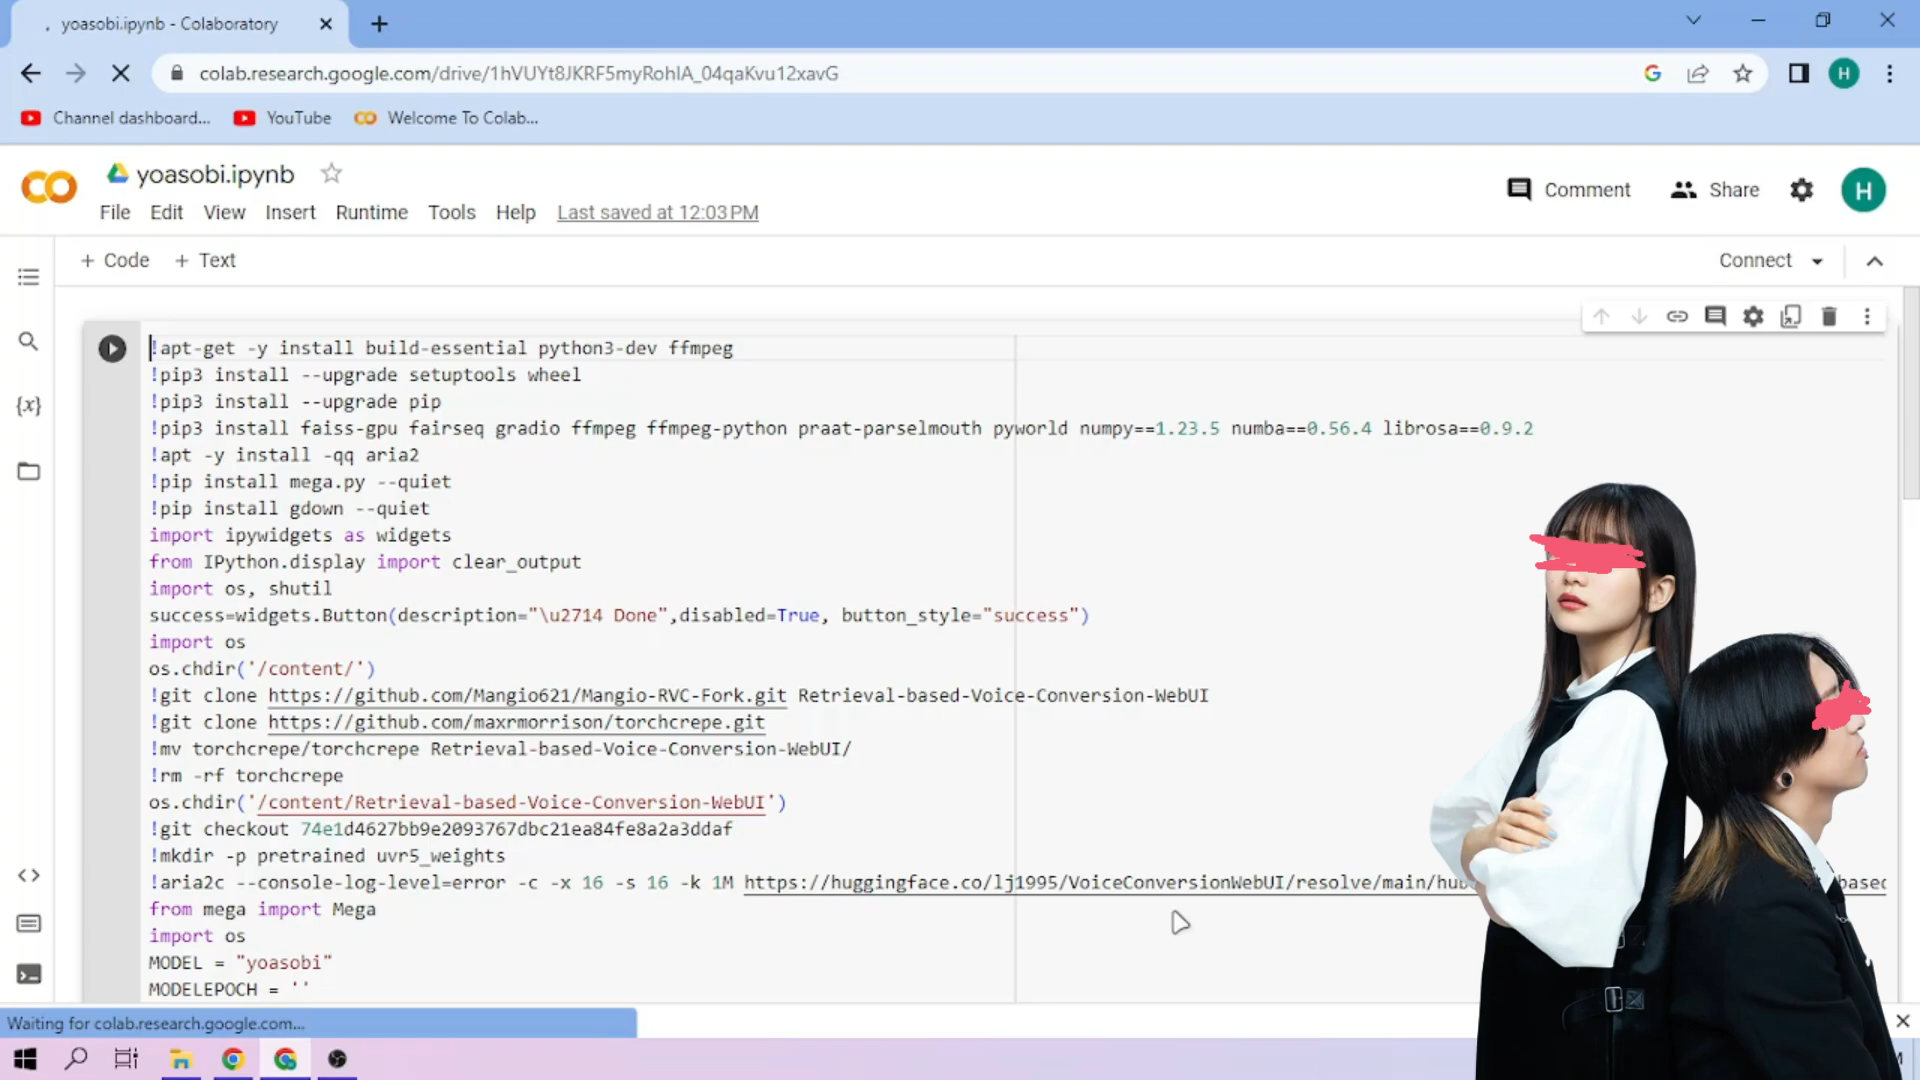 yoasobi.ipynb - Colaboratory
colab.research.google.com/drive/1hVUYt8JKRF5myRohlA_04qaKvu12xavG
H
Channel dashboard...
YouTube
Welcome To Colab...
yoasobi.ipynb
Comment
Share
H
File Edit View Insert Runtime Tools Help Last saved at 12:03 PM
+ Code + Text
Connect
!apt-get -y install build-essential python3-dev ffmpeg
!pip3 install --upgrade setuptools wheel
!pip3 install --upgrade pip
!pip3 install faiss-gpu fairseq gradio ffmpeg ffmpeg-python praat-parselmouth pyworld numpy==1.23.5 numba==0.56.4 librosa==0.9.2
!apt -y install -qq aria2
!pip install mega.py --quiet
!pip install gdown --quiet
import ipywidgets as widgets
from IPython.display import clear_output
import os, shutil
success=widgets.Button(description="\u2714 Done",disabled=True, button_style="success")
import os
os.chdir('/content/')
!git clone https://github.com/Mangio621/Mangio-RVC-Fork.git Retrieval-based-Voice-Conversion-WebUI
!git clone https://github.com/maxrmorrison/torchcrepe.git
!mv torchcrepe/torchcrepe Retrieval-based-Voice-Conversion-WebUI/
!rm -rf torchcrepe
os.chdir('/content/Retrieval-based-Voice-Conversion-WebUI')
!git checkout 74e1d4627bb9e2093767dbc21ea84fe8a2a3ddaf
!mkdir -p pretrained uvr5_weights
!aria2c --console-log-level=error -c -x 16 -s 16 -k 1M https://huggingface.co/lj1995/VoiceConversionWebUI/resolve/main/hub
from mega import Mega
import os
MODEL = "yoasobi"
MODELEPOCH = ''
Waiting for colab.research.google.com...